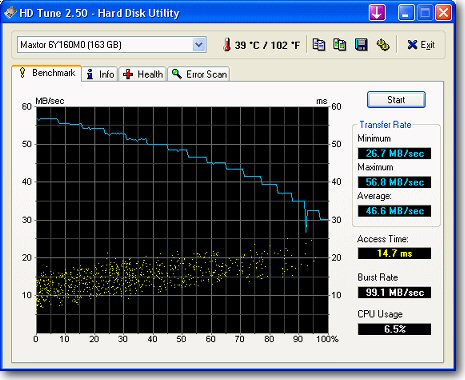 HD Tune 2.50 - Hard Disk Utility
Maxtor 6Y160M0 (163 GB)
39 °C / 102 °F
Exit
Benchmark
Info
Health
Error Scan
MB/sec
ms
60
50
40
30
20
10
60
50
40
30
20
10
0
10
20
30
40
50
60
70
80
90
100%
Start
Transfer Rate
Minimum
26.7 MB/sec
Maximum
56.8 MB/sec
Average:
46.6 MB/sec
Access Time:
14.7 ms
Burst Rate
99.1 MB/sec
CPU Usage
6.5%